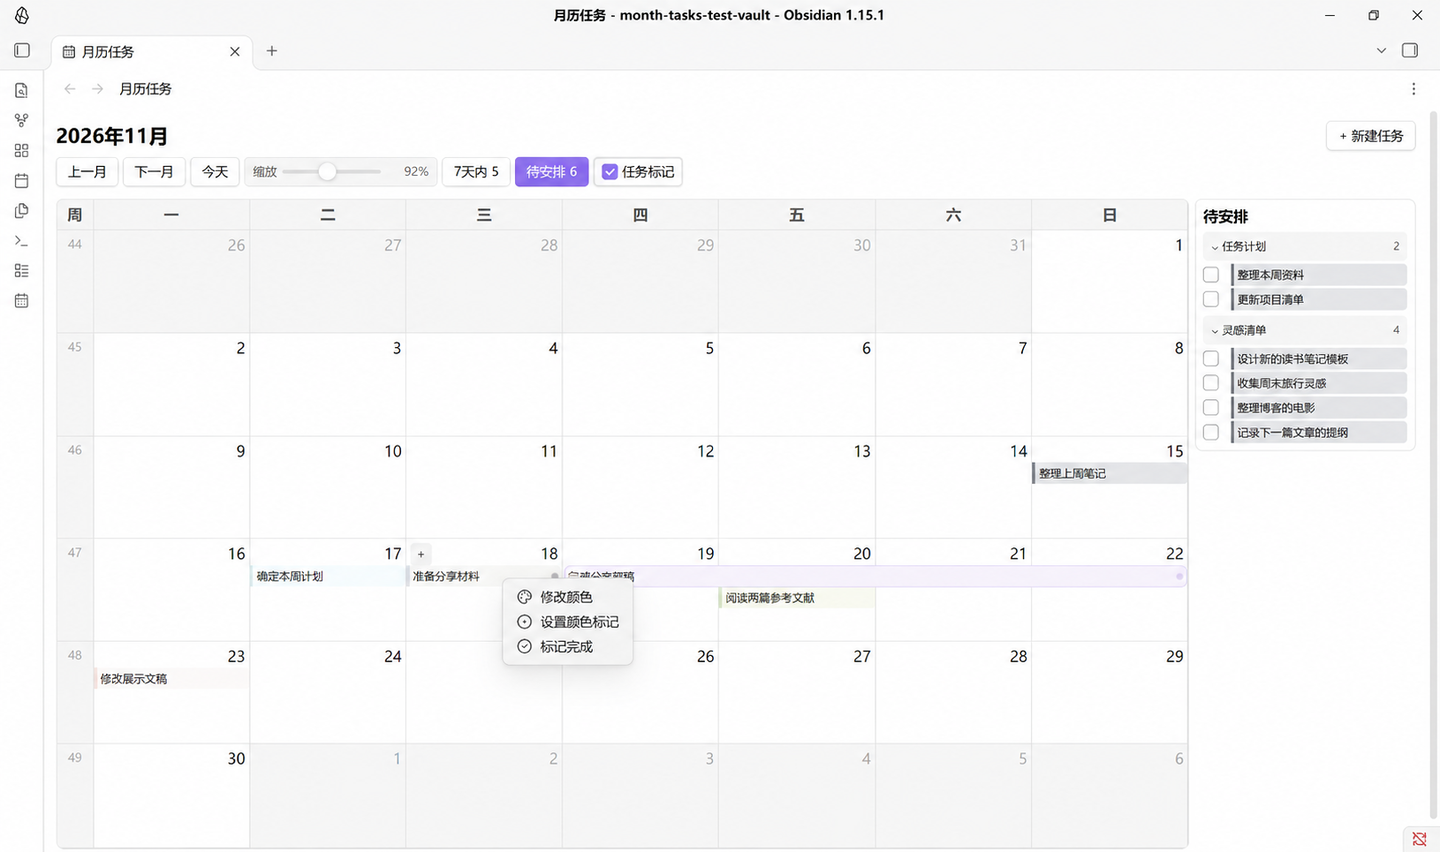 月历任务 - month-tasks-test-vault - Obsidian 1.15.1
月历任务
月历任务
2026年11月
+ 新建任务
上一月 下一月 今天 缩放 92% 7天内 5 待安排 6 任务标记
周 一 二 三 四 五 六 日
44 26 27 28 29 30 31 1
45 2 3 4 5 6 7 8
46 9 10 11 12 13 14 15
整理上周笔记
47 16 17 + 18 19 20 21 22
确定本周计划 准备分享材料
阅读两篇参考文献
修改颜色
设置颜色标记
标记完成
48 23 24 26 27 28 29
修改展示文稿
49 30 1 2 3 4 5 6
待安排
任务计划 2
整理本周资料
更新项目清单
灵感清单 4
设计新的读书笔记模板
收集周末旅行灵感
整理博客的电影
记录下一篇文章的提纲